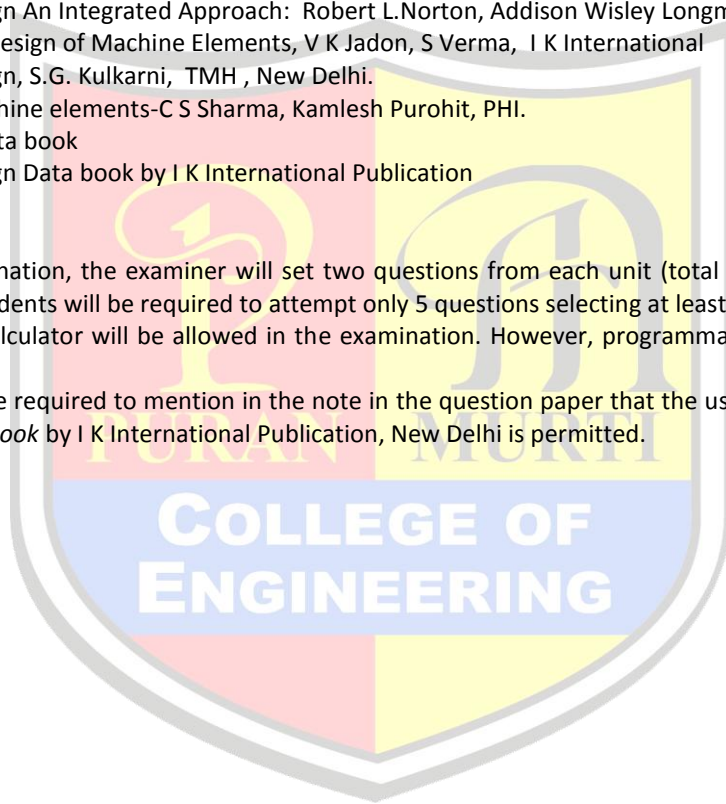 gn An Integrated Approach: Robert L.Norton, Addison Wisley Longm
Design of Machine Elements, V K Jadon, S Verma, I K International
gn, S.G. Kulkarni, TMH , New Delhi.
hine elements-C S Sharma, Kamlesh Purohit, PHI.
ta book
gn Data book by I K International Publication
nation, the examiner will set two questions from each unit (total
dents will be required to attempt only 5 questions selecting at least
alculator will be allowed in the examination. However, programma
e required to mention in the note in the question paper that the us
ook by I K International Publication, New Delhi is permitted.
PURAN MURTI
COLLEGE OF
ENGINEERING